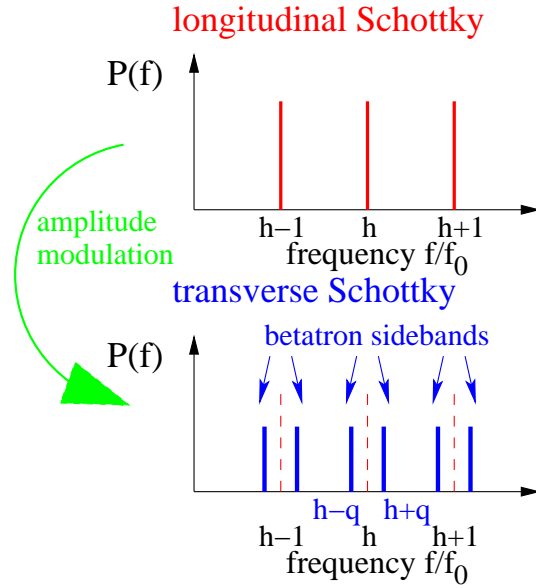 longitudinal Schottky
P(f)
amplitude
modulation
h−1 h h+1
frequency f/f₀
transverse Schottky
P(f)
betatron sidebands
h−q h+q
h−1 h h+1
frequency f/f₀